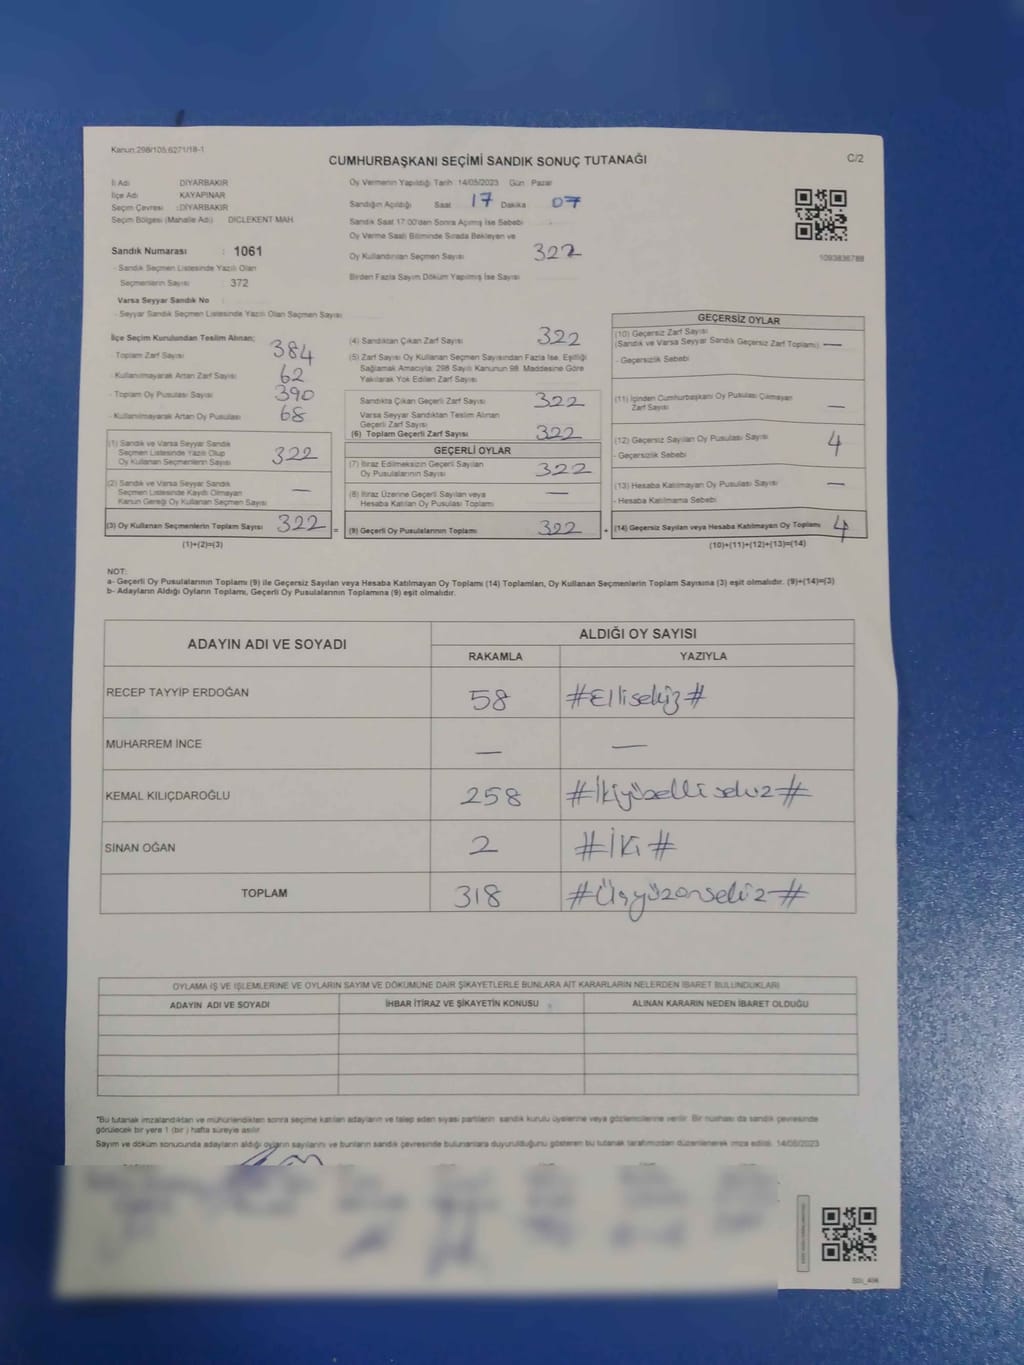 Kanun:298/105;6271/18-1
CUMHURBAŞKANI SEÇİMİ SANDIK SONUÇ TUTANAĞI
C/2
İl Adı DİYARBAKIR
İlçe Adı KAYAPINAR
Seçim Çevresi :DİYARBAKIR
Seçim Bölgesi (Mahalle Adı) DİCLEKENT MAH.
Oy Vermenin Yapıldığı Tarih :14/05/2023 Gün : Pazar
Sandığın Açıldığı Saat 17 Dakika 07
Sandık Saat 17:00'den Sonra Açılmış İse Sebebi
Oy Verme Saati Bitiminde Sırada Bekleyen ve
Oy Kullandırılan Seçmen Sayısı 322
Birden Fazla Sayım Döküm Yapılmış İse Sayısı
1093836788
Sandık Numarası : 1061
- Sandık Seçmen Listesinde Yazılı Olan
Seçmenlerin Sayısı : 372
Varsa Seyyar Sandık No :
- Seyyar Sandık Seçmen Listesinde Yazılı Olan Seçmen Sayısı
İlçe Seçim Kurulundan Teslim Alınan;
- Toplam Zarf Sayısı 384
- Kullanılmayarak Artan Zarf Sayısı 62
- Toplam Oy Pusulası Sayısı 390
- Kullanılmayarak Artan Oy Pusulası 68
(1) Sandık ve Varsa Seyyar Sandık
Seçmen Listesinde Yazılı Olup
Oy Kullanan Seçmenlerin Sayısı 322
(2) Sandık ve Varsa Seyyar Sandık
Seçmen Listesinde Kayıtlı Olmayan
Kanun Gereği Oy Kullanan Seçmen Sayısı —
(3) Oy Kullanan Seçmenlerin Toplam Sayısı 322 =
(1)+(2)=(3)
(4) Sandıktan Çıkan Zarf Sayısı 322
(5) Zarf Sayısı Oy Kullanan Seçmen Sayısından Fazla İse, Eşitliği
Sağlamak Amacıyla; 298 Sayılı Kanunun 98. Maddesine Göre
Yakılarak Yok Edilen Zarf Sayısı
Sandıkta Çıkan Geçerli Zarf Sayısı 322
Varsa Seyyar Sandıktan Teslim Alınan
Geçerli Zarf Sayısı
(6) Toplam Geçerli Zarf Sayısı 322
GEÇERLİ OYLAR
(7) İtiraz Edilmeksizin Geçerli Sayılan
Oy Pusulalarının Sayısı 322
(8) İtiraz Üzerine Geçerli Sayılan veya
Hesaba Katılan Oy Pusulası Toplamı —
(9) Geçerli Oy Pusulalarının Toplamı 322 +
GEÇERSİZ OYLAR
(10) Geçersiz Zarf Sayısı
(Sandık ve Varsa Seyyar Sandık Geçersiz Zarf Toplamı) —
- Geçersizlik Sebebi
(11) İçinden Cumhurbaşkanı Oy Pusulası Çıkmayan
Zarf Sayısı —
(12) Geçersiz Sayılan Oy Pusulası Sayısı 4
- Geçersizlik Sebebi
(13) Hesaba Katılmayan Oy Pusulası Sayısı —
- Hesaba Katılmama Sebebi
(14) Geçersiz Sayılan veya Hesaba Katılmayan Oy Toplamı 4
(10)+(11)+(12)+(13)=(14)
NOT:
a- Geçerli Oy Pusulalarının Toplamı (9) ile Geçersiz Sayılan veya Hesaba Katılmayan Oy Toplamı (14) Toplamları, Oy Kullanan Seçmenlerin Toplam Sayısına (3) eşit olmalıdır. (9)+(14)=(3)
b- Adayların Aldığı Oyların Toplamı, Geçerli Oy Pusulalarının Toplamına (9) eşit olmalıdır.
ADAYIN ADI VE SOYADI ALDIĞI OY SAYISI
RAKAMLA YAZIYLA
RECEP TAYYİP ERDOĞAN 58 #Ellisekiz#
MUHARREM İNCE — —
KEMAL KILIÇDAROĞLU 258 #İkiyüzellisekiz#
SİNAN OĞAN 2 #İki#
TOPLAM 318 #Üçyüzonsekiz#
OYLAMA İŞ VE İŞLEMLERİNE VE OYLARIN SAYIM VE DÖKÜMÜNE DAİR ŞİKAYETLERLE BUNLARA AİT KARARLARIN NELERDEN İBARET BULUNDUKLARI
ADAYIN ADI VE SOYADI İHBAR İTİRAZ VE ŞİKAYETİN KONUSU ALINAN KARARIN NEDEN İBARET OLDUĞU
*Bu tutanak imzalandıktan ve mühürlendikten sonra seçime katılan adayların ve talep eden siyasi partilerin sandık kurulu üyelerine veya gözlemcilerine verilir. Bir nüshası da sandık çevresinde
görülecek bir yere 1 (bir) hafta süreyle asılır.
Sayım ve döküm sonucunda adayların aldığı oyların sayılarını ve bunların sandık çevresinde bulunanlara duyurulduğunu gösteren bu tutanak tarafımızdan düzenlenerek imza edildi. 14/05/2023